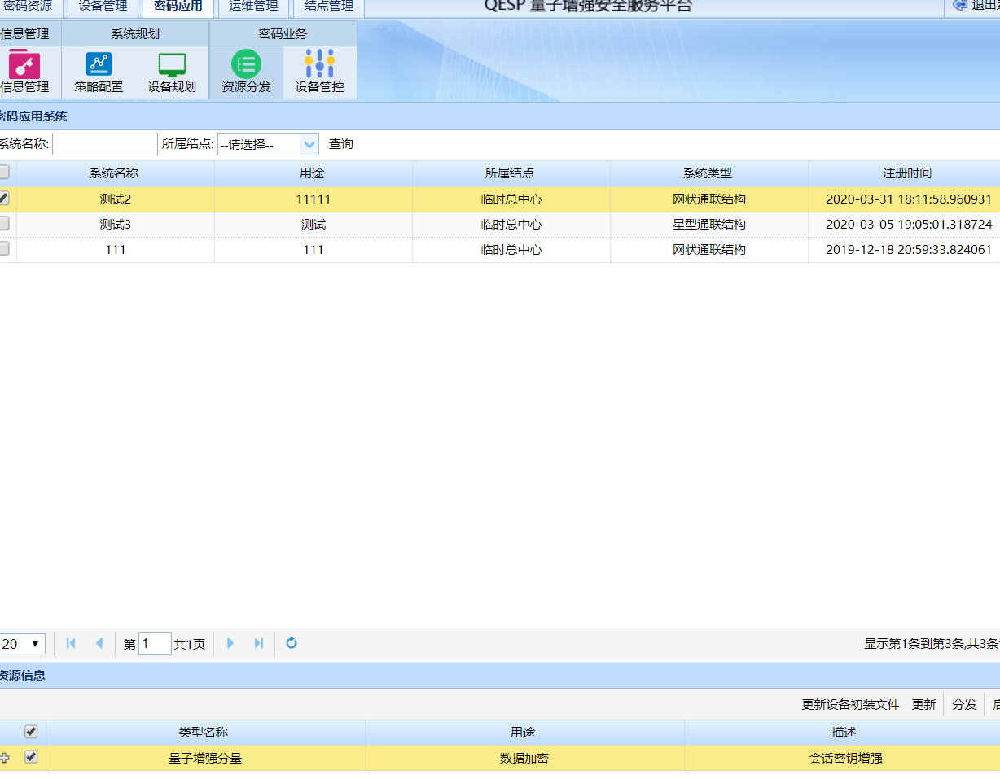 密码资源 设备管理 密码应用 运维管理 结点管理 QESP 量子增强安全服务平台 退出
信息管理 系统规划 密码业务
信息管理 策略配置 设备规划 资源分发 设备管控
密码应用系统
系统名称: 所属结点: --请选择-- 查询
系统名称 用途 所属结点 系统类型 注册时间
测试2 11111 临时总中心 网状通联结构 2020-03-31 18:11:58.960931
测试3 测试 临时总中心 星型通联结构 2020-03-05 19:05:01.318724
111 111 临时总中心 网状通联结构 2019-12-18 20:59:33.824061
20 第 1 共1页 显示第1条到第3条,共3条
资源信息
更新设备初装文件 更新 分发
类型名称 用途 描述
量子增强分量 数据加密 会话密钥增强